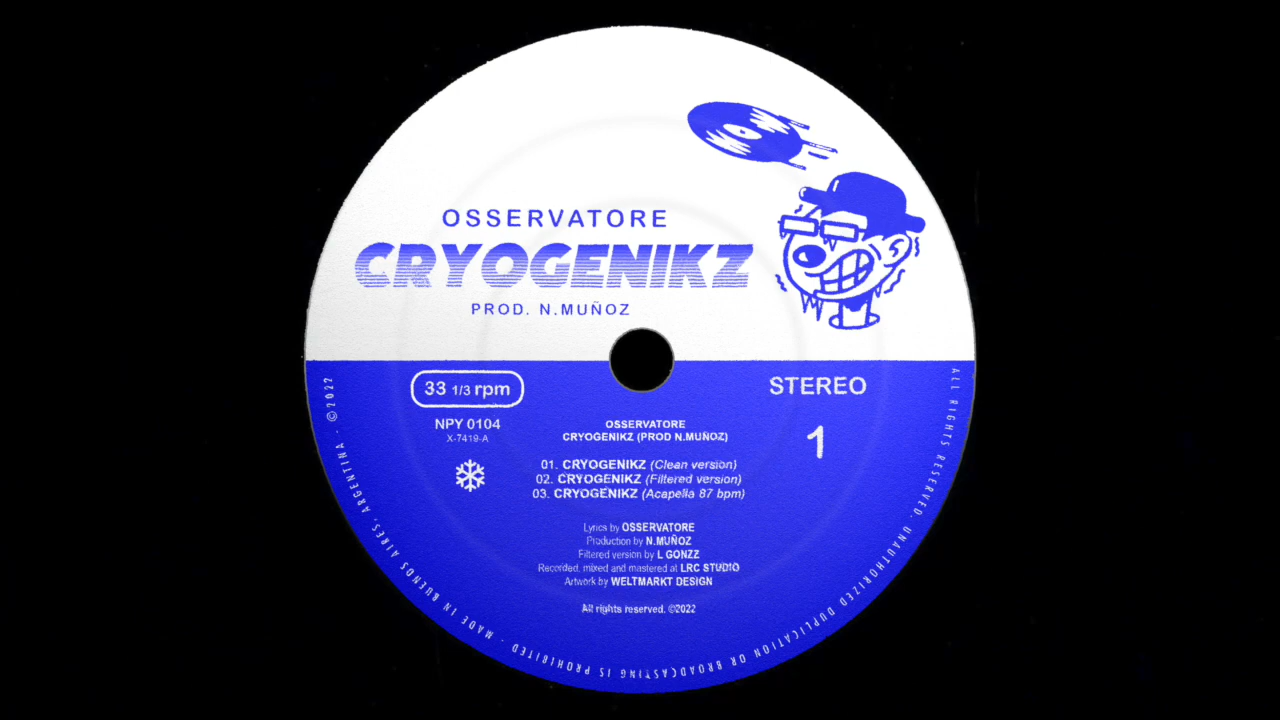 OSSERVATORE
CRYOGENIKZ
PROD. N.MUÑOZ
33 1/3 rpm
STEREO
NPY 0104
X-7419-A
1
OSSERVATORE
CRYOGENIKZ (PROD N.MUÑOZ)
01. CRYOGENIKZ (Clean version)
02. CRYOGENIKZ (Filtered version)
03. CRYOGENIKZ (Acapella 87 bpm)
Lyrics by OSSERVATORE
Production by N.MUÑOZ
Filtered version by L GONZZ
Recorded, mixed and mastered at LRC STUDIO
Artwork by WELTMARKT DESIGN
All rights reserved. ©2022
ALL RIGHTS RESERVED. UNAUTHORIZED DUPLICATION OR BROADCASTING IS PROHIBITED - MADE IN BUENOS AIRES, ARGENTINA - ©2022